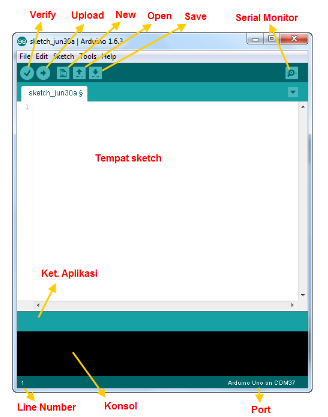 Verify Upload New Open Save Serial Monitor
sketch_jun30a | Arduino 1.6.3
File Edit Sketch Tools Help
sketch_jun30a §
1
Tempat sketch
Ket. Aplikasi
1 Arduino Uno on COM37
Line Number Konsol Port